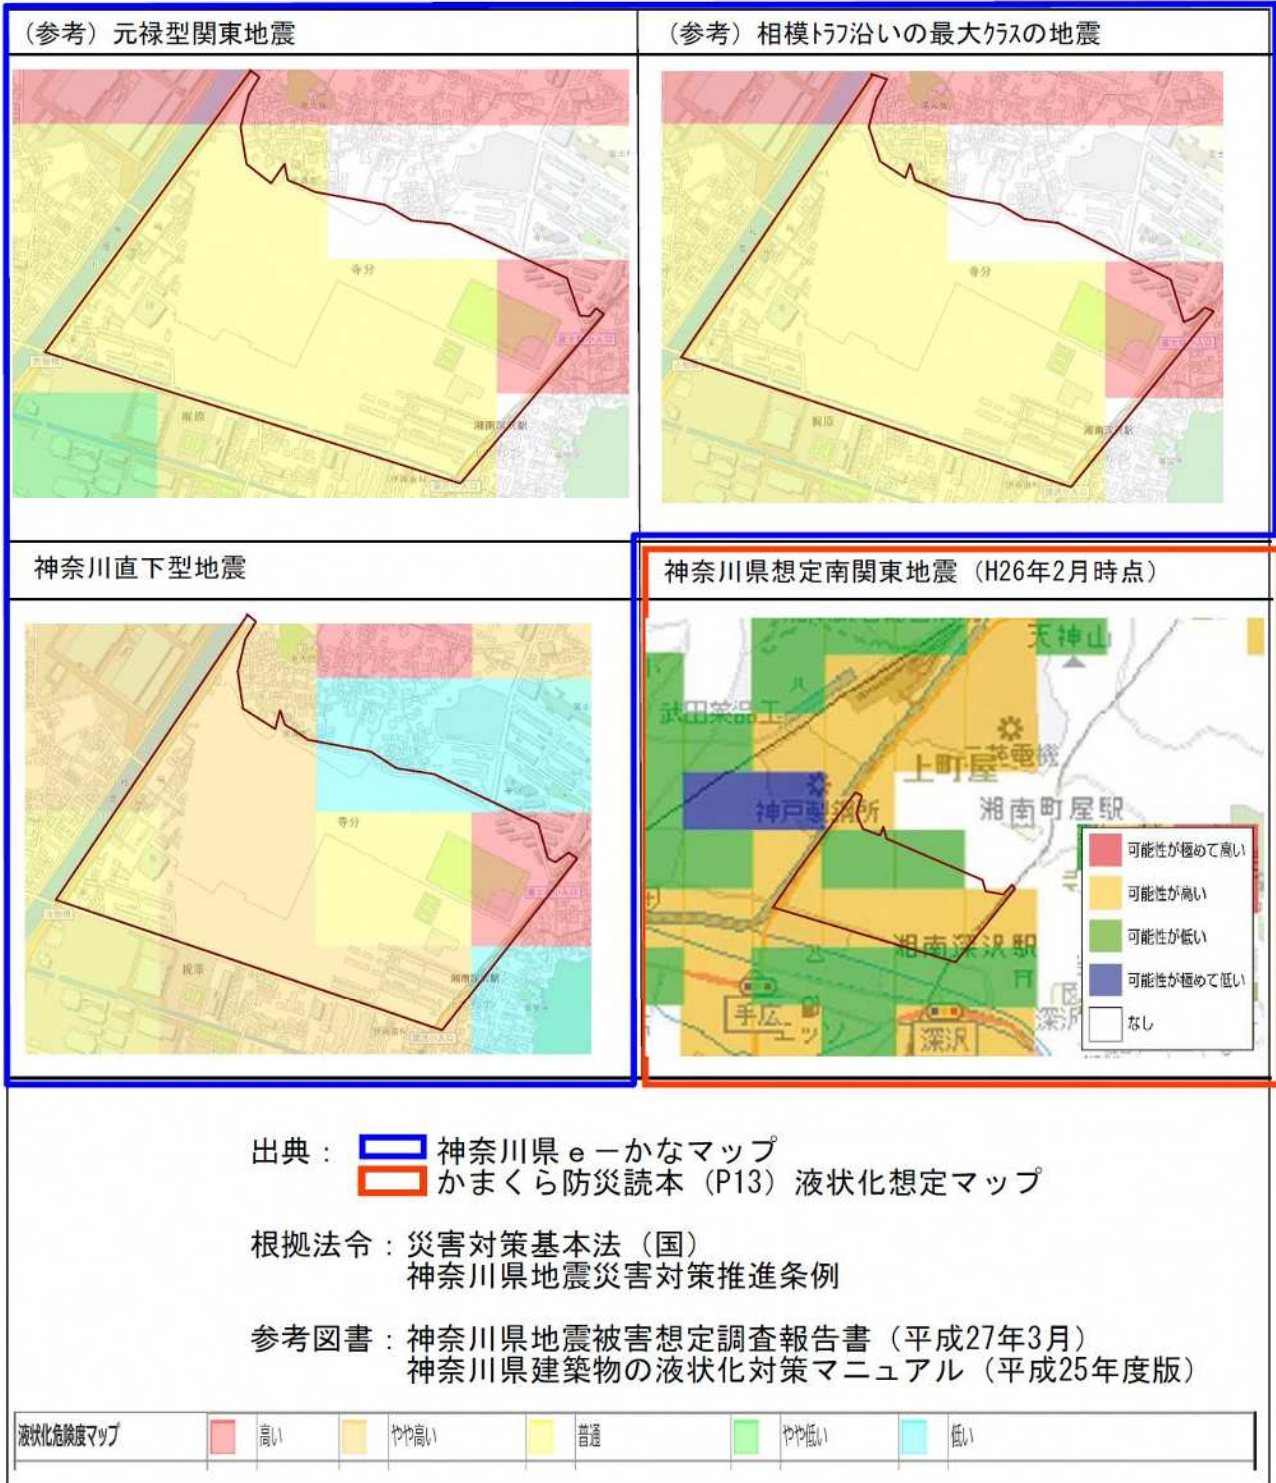 (参考) 元禄型関東地震
(参考) 相模トラフ沿いの最大クラスの地震
寺分
梶原
湘南深沢駅
寺分
梶原
湘南深沢駅
神奈川直下型地震
神奈川県想定南関東地震 (H26年2月時点)
寺分
梶原
湘南深沢駅
天神山
武田薬品工
三菱電機
上町屋
神戸製鋼所
湘南町屋駅
湘南深沢駅
手広
深沢
深沢
可能性が極めて高い
可能性が高い
可能性が低い
可能性が極めて低い
なし
出典：
神奈川県e－かなマップ
かまくら防災読本 (P13) 液状化想定マップ
根拠法令：災害対策基本法 (国)
神奈川県地震災害対策推進条例
参考図書：神奈川県地震被害想定調査報告書 (平成27年3月)
神奈川県建築物の液状化対策マニュアル (平成25年度版)
液状化危険度マップ 高い やや高い 普通 やや低い 低い